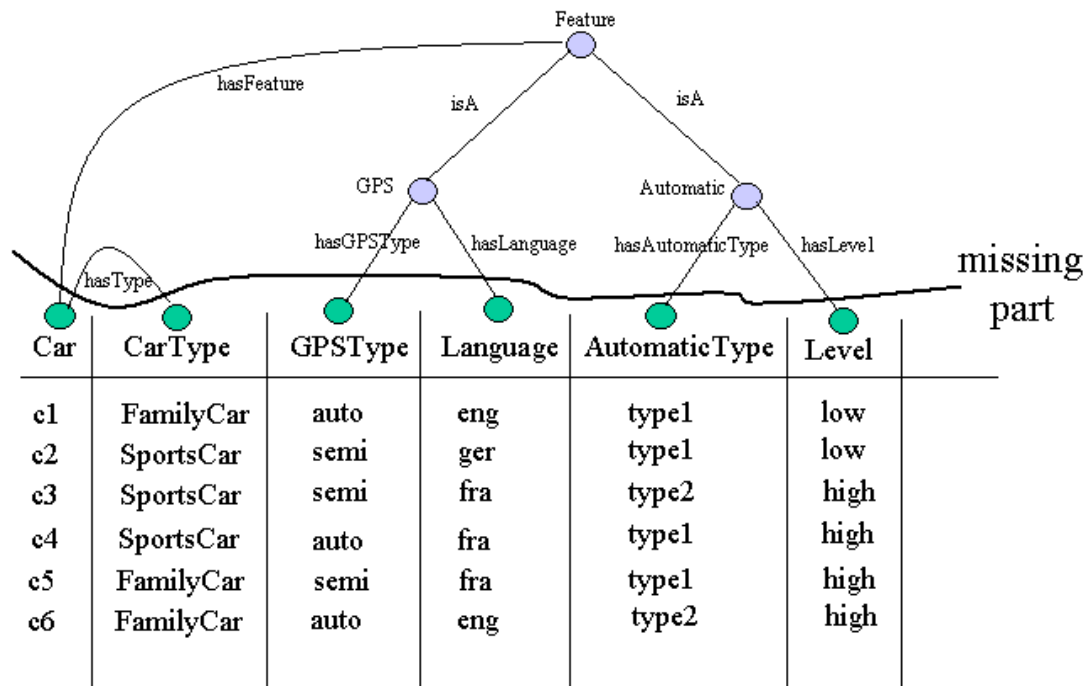 Feature
hasFeature
isA
isA
GPS
Automatic
hasGPSType
hasLanguage
hasAutomaticType
hasLevel
hasType
missing
part
Car CarType GPSType Language AutomaticType Level
c1 FamilyCar auto eng type1 low
c2 SportsCar semi ger type1 low
c3 SportsCar semi fra type2 high
c4 SportsCar auto fra type1 high
c5 FamilyCar semi fra type1 high
c6 FamilyCar auto eng type2 high